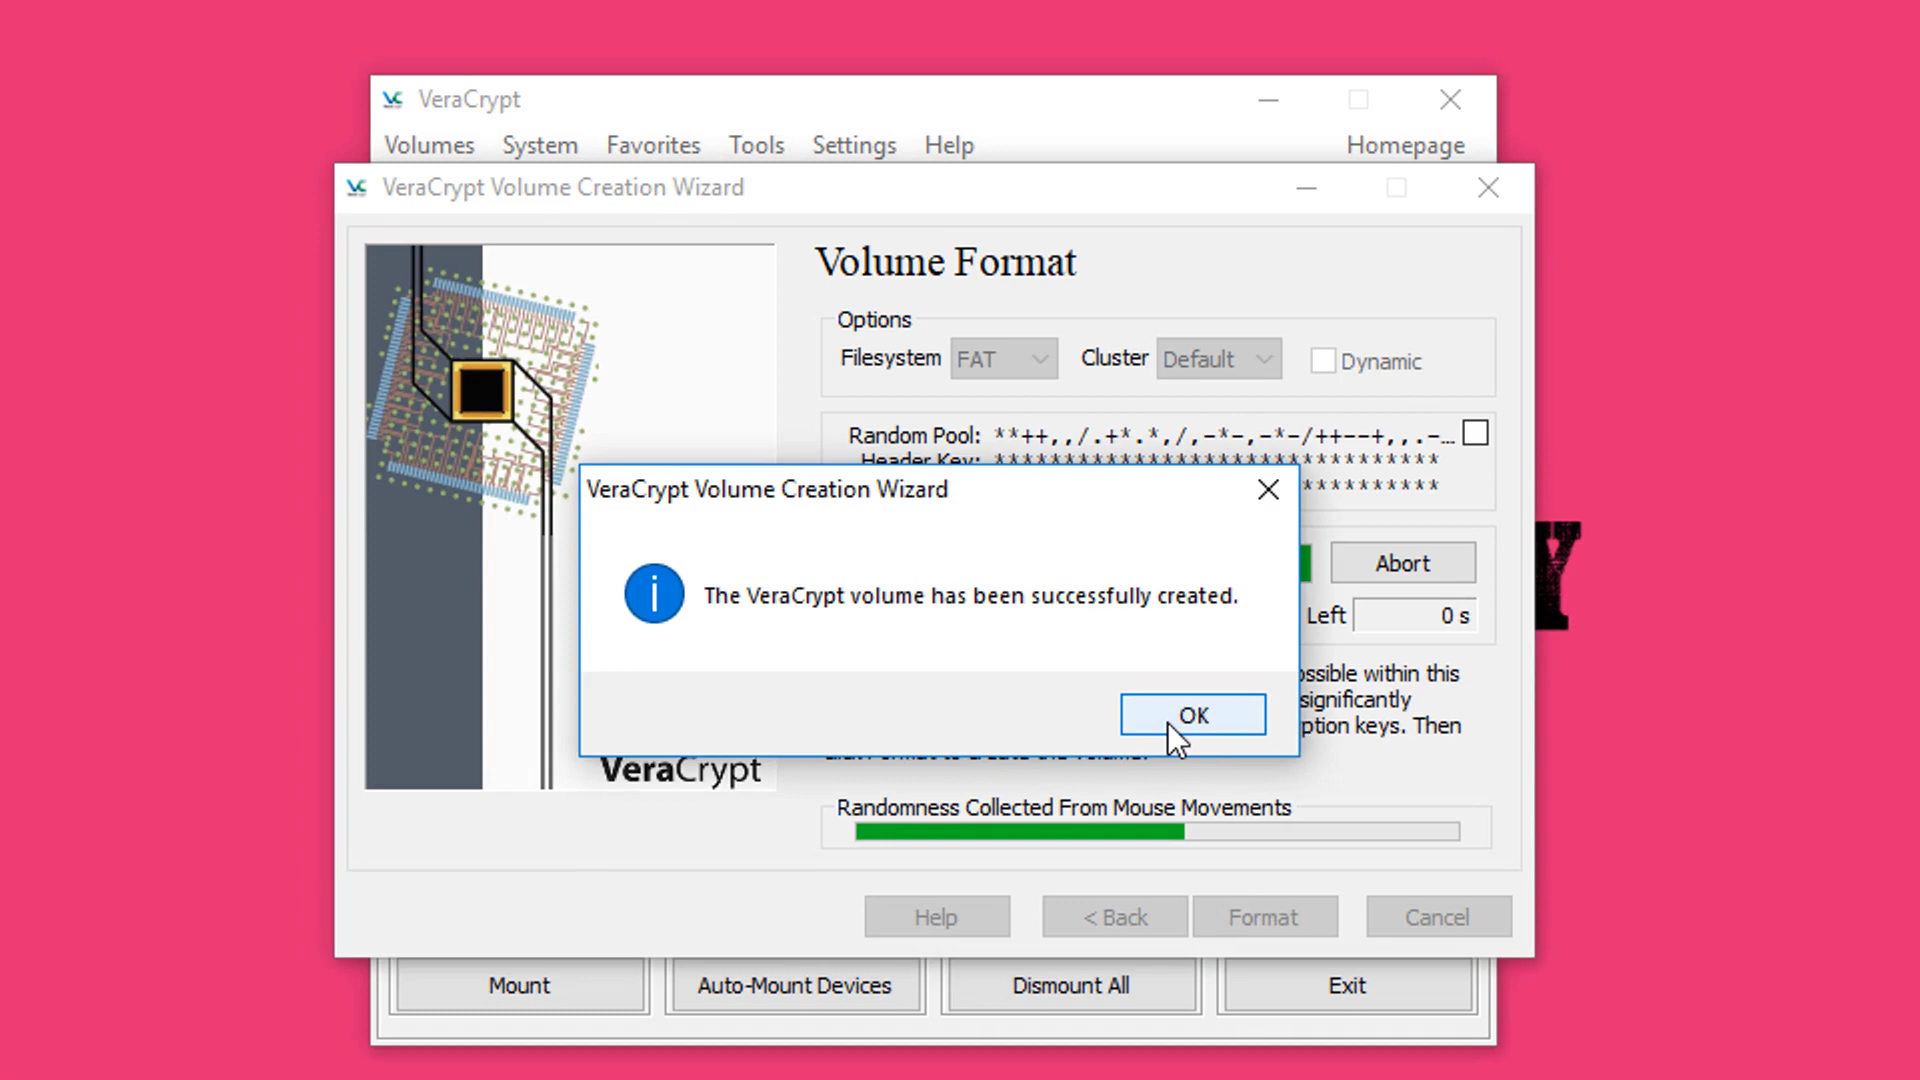 VeraCrypt
Volumes System Favorites Tools Settings Help Homepage
VeraCrypt Volume Creation Wizard
Volume Format
Options
Filesystem FAT Cluster Default Dynamic
Random Pool: **++,,/.+*.*,/,-*-,-*-/++--+,,.-...
Header Key: ********************************
**********
VeraCrypt Volume Creation Wizard
The VeraCrypt volume has been successfully created.
OK
Abort
Left 0 s
ossible within this
significantly
ption keys. Then
VeraCrypt
Randomness Collected From Mouse Movements
Help < Back Format Cancel
Mount Auto-Mount Devices Dismount All Exit
Y